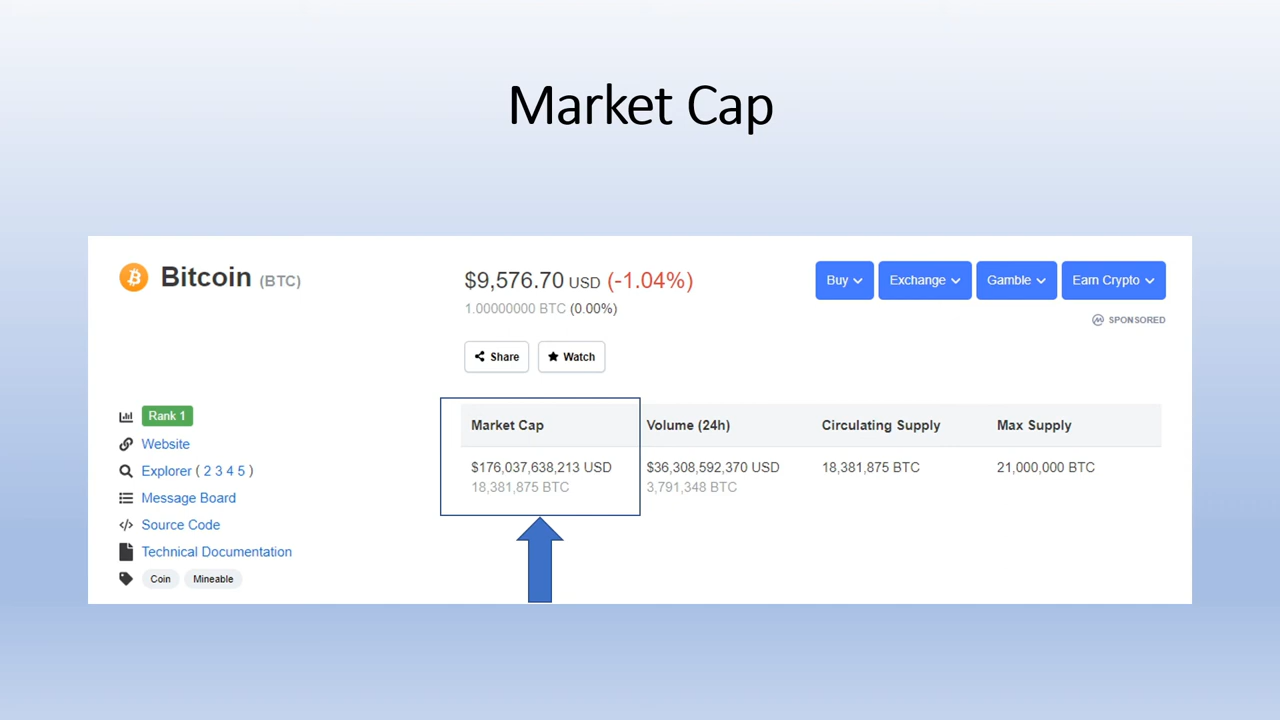 Market Cap
Bitcoin (BTC)
$9,576.70 USD (-1.04%)
1.00000000 BTC (0.00%)
Buy
Exchange
Gamble
Earn Crypto
SPONSORED
Share
Watch
Rank 1
Website
Explorer ( 2 3 4 5 )
Message Board
Source Code
Technical Documentation
Coin
Mineable
Market Cap
$176,037,638,213 USD
18,381,875 BTC
Volume (24h)
$36,308,592,370 USD
3,791,348 BTC
Circulating Supply
18,381,875 BTC
Max Supply
21,000,000 BTC